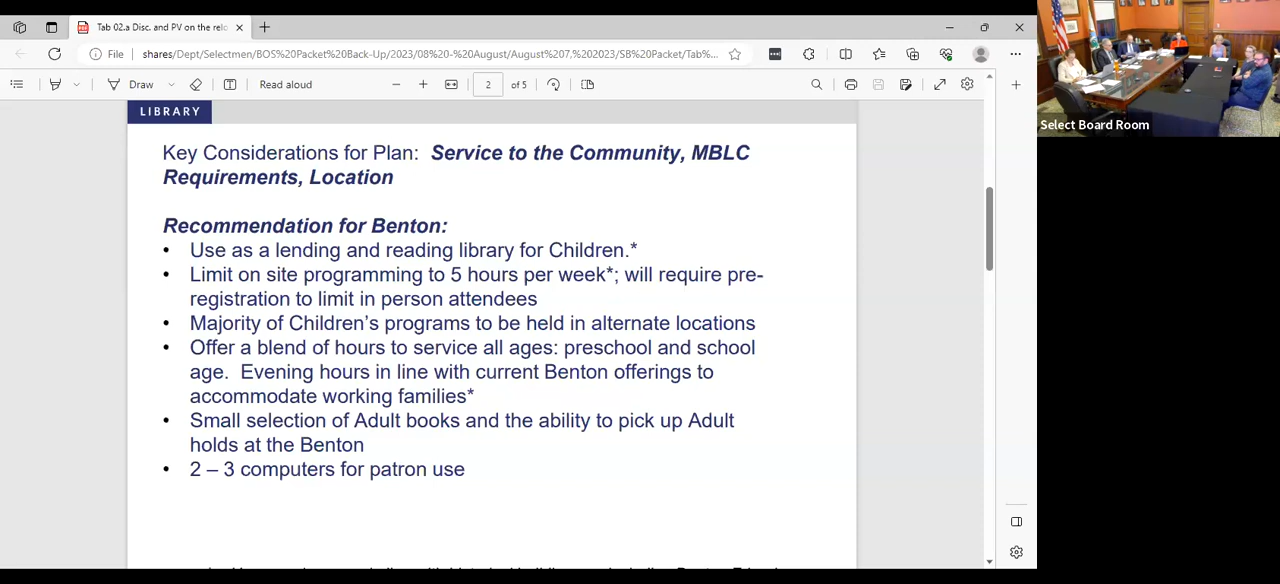 Tab 02.a Disc. and PV on the relo
File
shares/Dept/Selectmen/BOS%20Packet%20Back-Up/2023/08%20-%20August/August%207,%202023/SB%20Packet/Tab%...
Draw
Read aloud
2 of 5
Select Board Room
LIBRARY
Key Considerations for Plan: Service to the Community, MBLC
Requirements, Location
Recommendation for Benton:
• Use as a lending and reading library for Children.*
• Limit on site programming to 5 hours per week*; will require pre-
registration to limit in person attendees
• Majority of Children's programs to be held in alternate locations
• Offer a blend of hours to service all ages: preschool and school
age. Evening hours in line with current Benton offerings to
accommodate working families*
• Small selection of Adult books and the ability to pick up Adult
holds at the Benton
• 2 – 3 computers for patron use